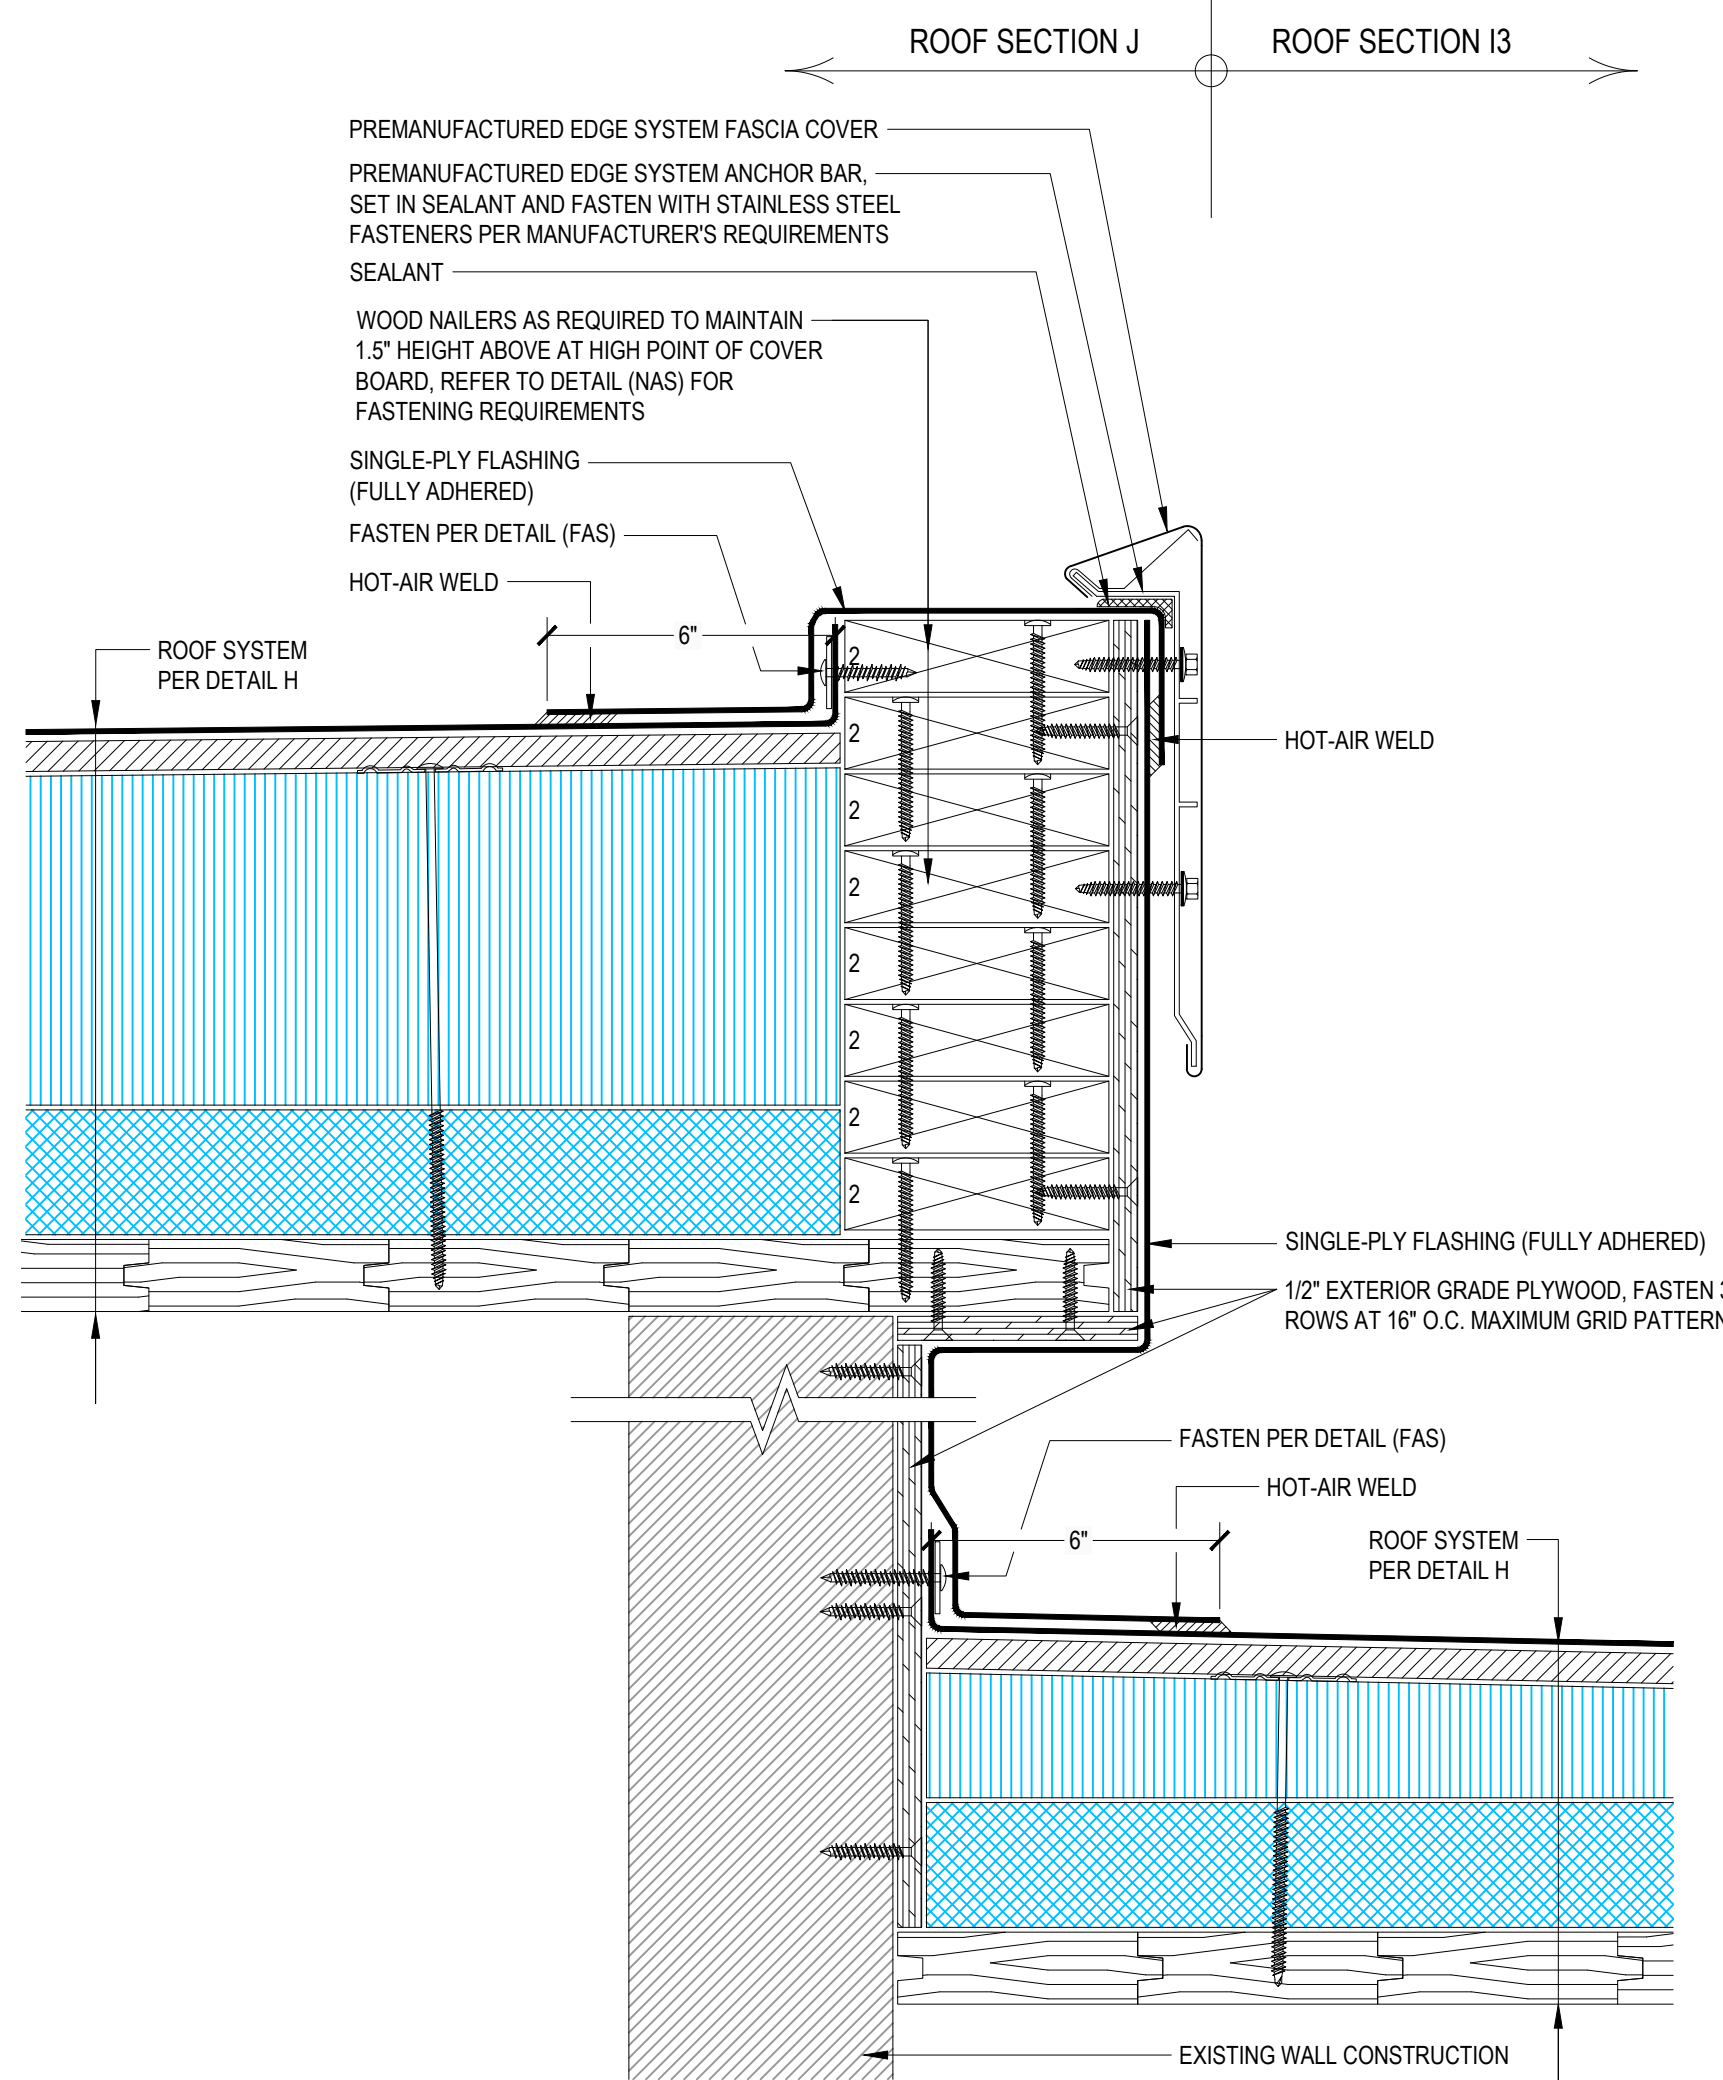 ROOF SECTION J
ROOF SECTION I3
PREMANUFACTURED EDGE SYSTEM FASCIA COVER
PREMANUFACTURED EDGE SYSTEM ANCHOR BAR,
SET IN SEALANT AND FASTEN WITH STAINLESS STEEL
FASTENERS PER MANUFACTURER'S REQUIREMENTS
SEALANT
WOOD NAILERS AS REQUIRED TO MAINTAIN
1.5" HEIGHT ABOVE AT HIGH POINT OF COVER
BOARD, REFER TO DETAIL (NAS) FOR
FASTENING REQUIREMENTS
SINGLE-PLY FLASHING
(FULLY ADHERED)
FASTEN PER DETAIL (FAS)
HOT-AIR WELD
6"
ROOF SYSTEM
PER DETAIL H
2
2
HOT-AIR WELD
2
2
2
2
2
2
SINGLE-PLY FLASHING (FULLY ADHERED)
1/2" EXTERIOR GRADE PLYWOOD, FASTEN 3
ROWS AT 16" O.C. MAXIMUM GRID PATTERN
FASTEN PER DETAIL (FAS)
HOT-AIR WELD
6"
ROOF SYSTEM
PER DETAIL H
EXISTING WALL CONSTRUCTION